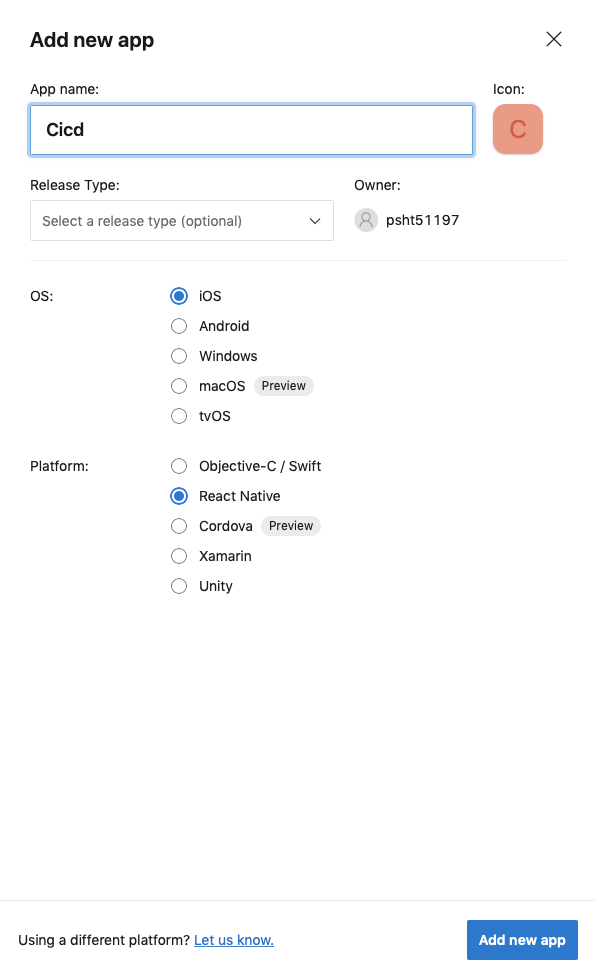 Add new app
App name:
Icon:
Cicd
C
Release Type:
Owner:
Select a release type (optional)
psht51197
OS:
iOS
Android
Windows
macOS Preview
tvOS
Platform:
Objective-C / Swift
React Native
Cordova Preview
Xamarin
Unity
Using a different platform? Let us know.
Add new app